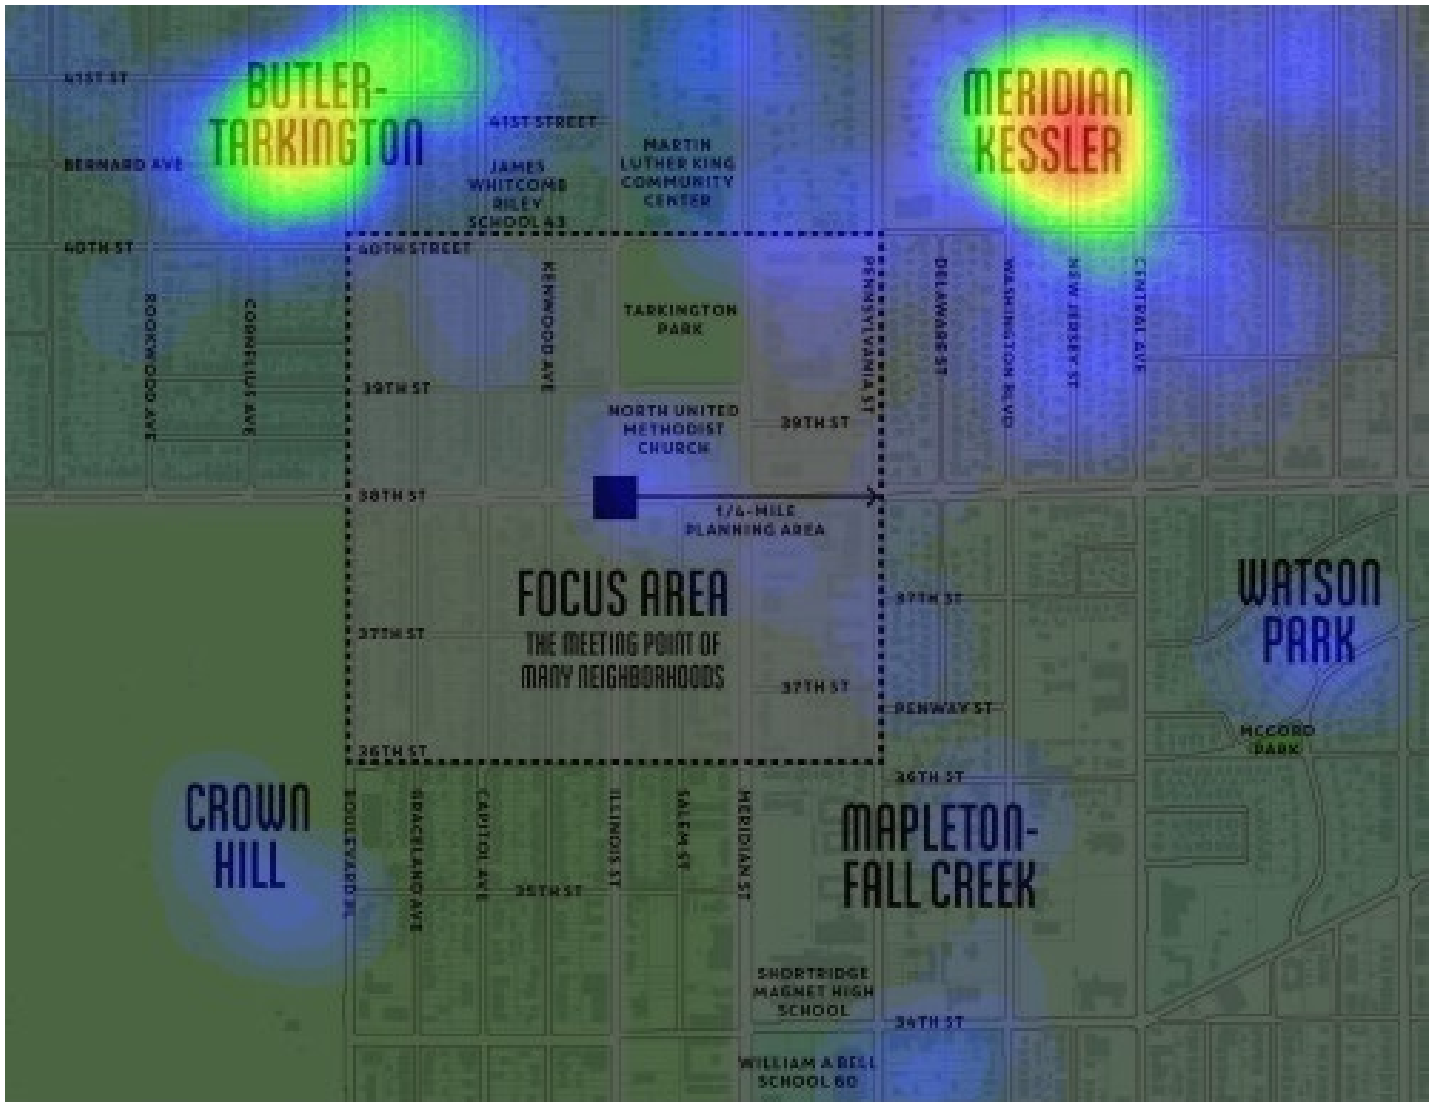 BUTLER-
TARKINGTON
MERIDIAN
KESSLER
41ST ST
41ST STREET
BERNARD AVE
JAMES
WHITCOMB
RILEY
SCHOOL 43
MARTIN
LUTHER KING
COMMUNITY
CENTER
40TH ST
40TH STREET
ROOKWOOD AVE
CORNELIUS AVE
KENWOOD AVE
TARKINGTON
PARK
PENNSYLVANIA ST
DELAWARE ST
WASHINGTON BLVD
NEW JERSEY ST
CENTRAL AVE
39TH ST
NORTH UNITED
METHODIST
CHURCH
39TH ST
38TH ST
1/4-MILE
PLANNING AREA
FOCUS AREA
THE MEETING POINT OF
MANY NEIGHBORHOODS
WATSON
PARK
37TH ST
37TH ST
37TH ST
PENWAY ST
MCCORD
PARK
36TH ST
36TH ST
CROWN
HILL
BOULEVARD PL
GRACELAND AVE
CAPITOL AVE
ILLINOIS ST
SALEM ST
MERIDIAN ST
MAPLETON-
FALL CREEK
35TH ST
SHORTRIDGE
MAGNET HIGH
SCHOOL
34TH ST
WILLIAM A BELL
SCHOOL 60